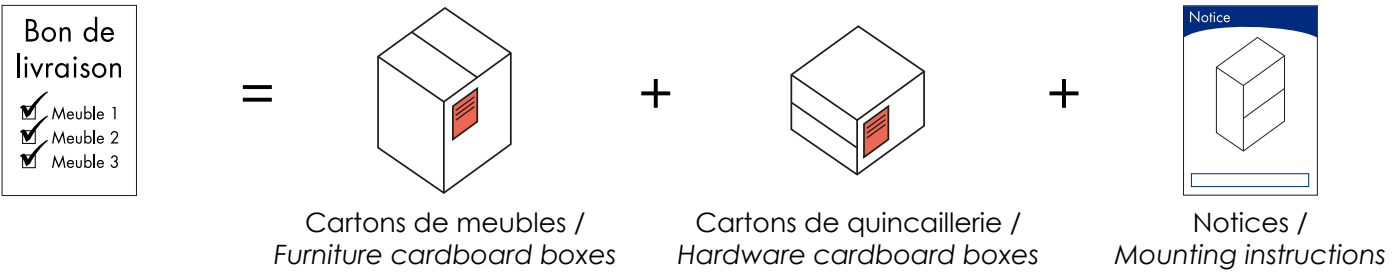 Bon de
livraison
Meuble 1
Meuble 2
Meuble 3
=
+
+
Notice
Cartons de meubles /
Furniture cardboard boxes
Cartons de quincaillerie /
Hardware cardboard boxes
Notices /
Mounting instructions